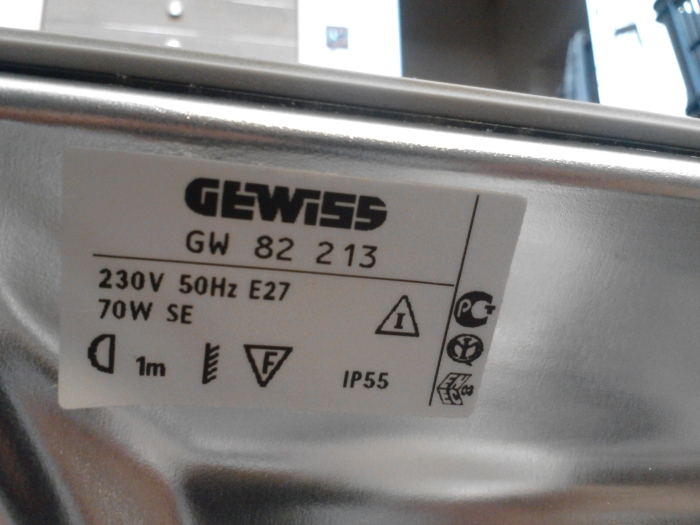 GEWiSS
GW 82 213
230V 50Hz E27
70W SE
I
1m
F
IP55